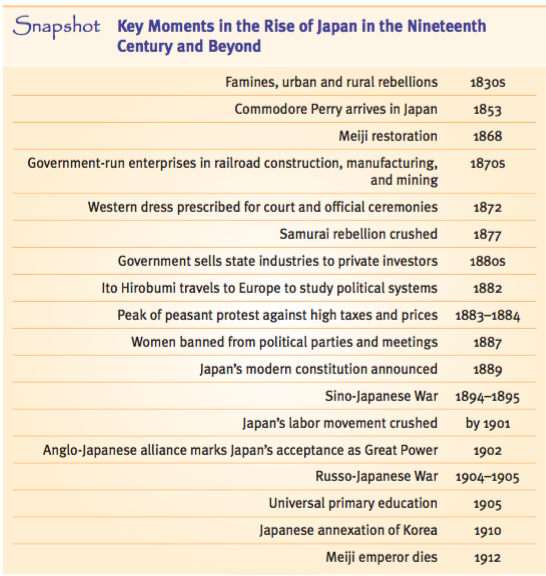 Snapshot Key Moments in the Rise of Japan in the Nineteenth
Century and Beyond
Famines, urban and rural rebellions 1830s
Commodore Perry arrives in Japan 1853
Meiji restoration 1868
Government-run enterprises in railroad construction, manufacturing, 1870s
and mining
Western dress prescribed for court and official ceremonies 1872
Samurai rebellion crushed 1877
Government sells state industries to private investors 1880s
Ito Hirobumi travels to Europe to study political systems 1882
Peak of peasant protest against high taxes and prices 1883–1884
Women banned from political parties and meetings 1887
Japan's modern constitution announced 1889
Sino-Japanese War 1894–1895
Japan's labor movement crushed by 1901
Anglo-Japanese alliance marks Japan's acceptance as Great Power 1902
Russo-Japanese War 1904–1905
Universal primary education 1905
Japanese annexation of Korea 1910
Meiji emperor dies 1912